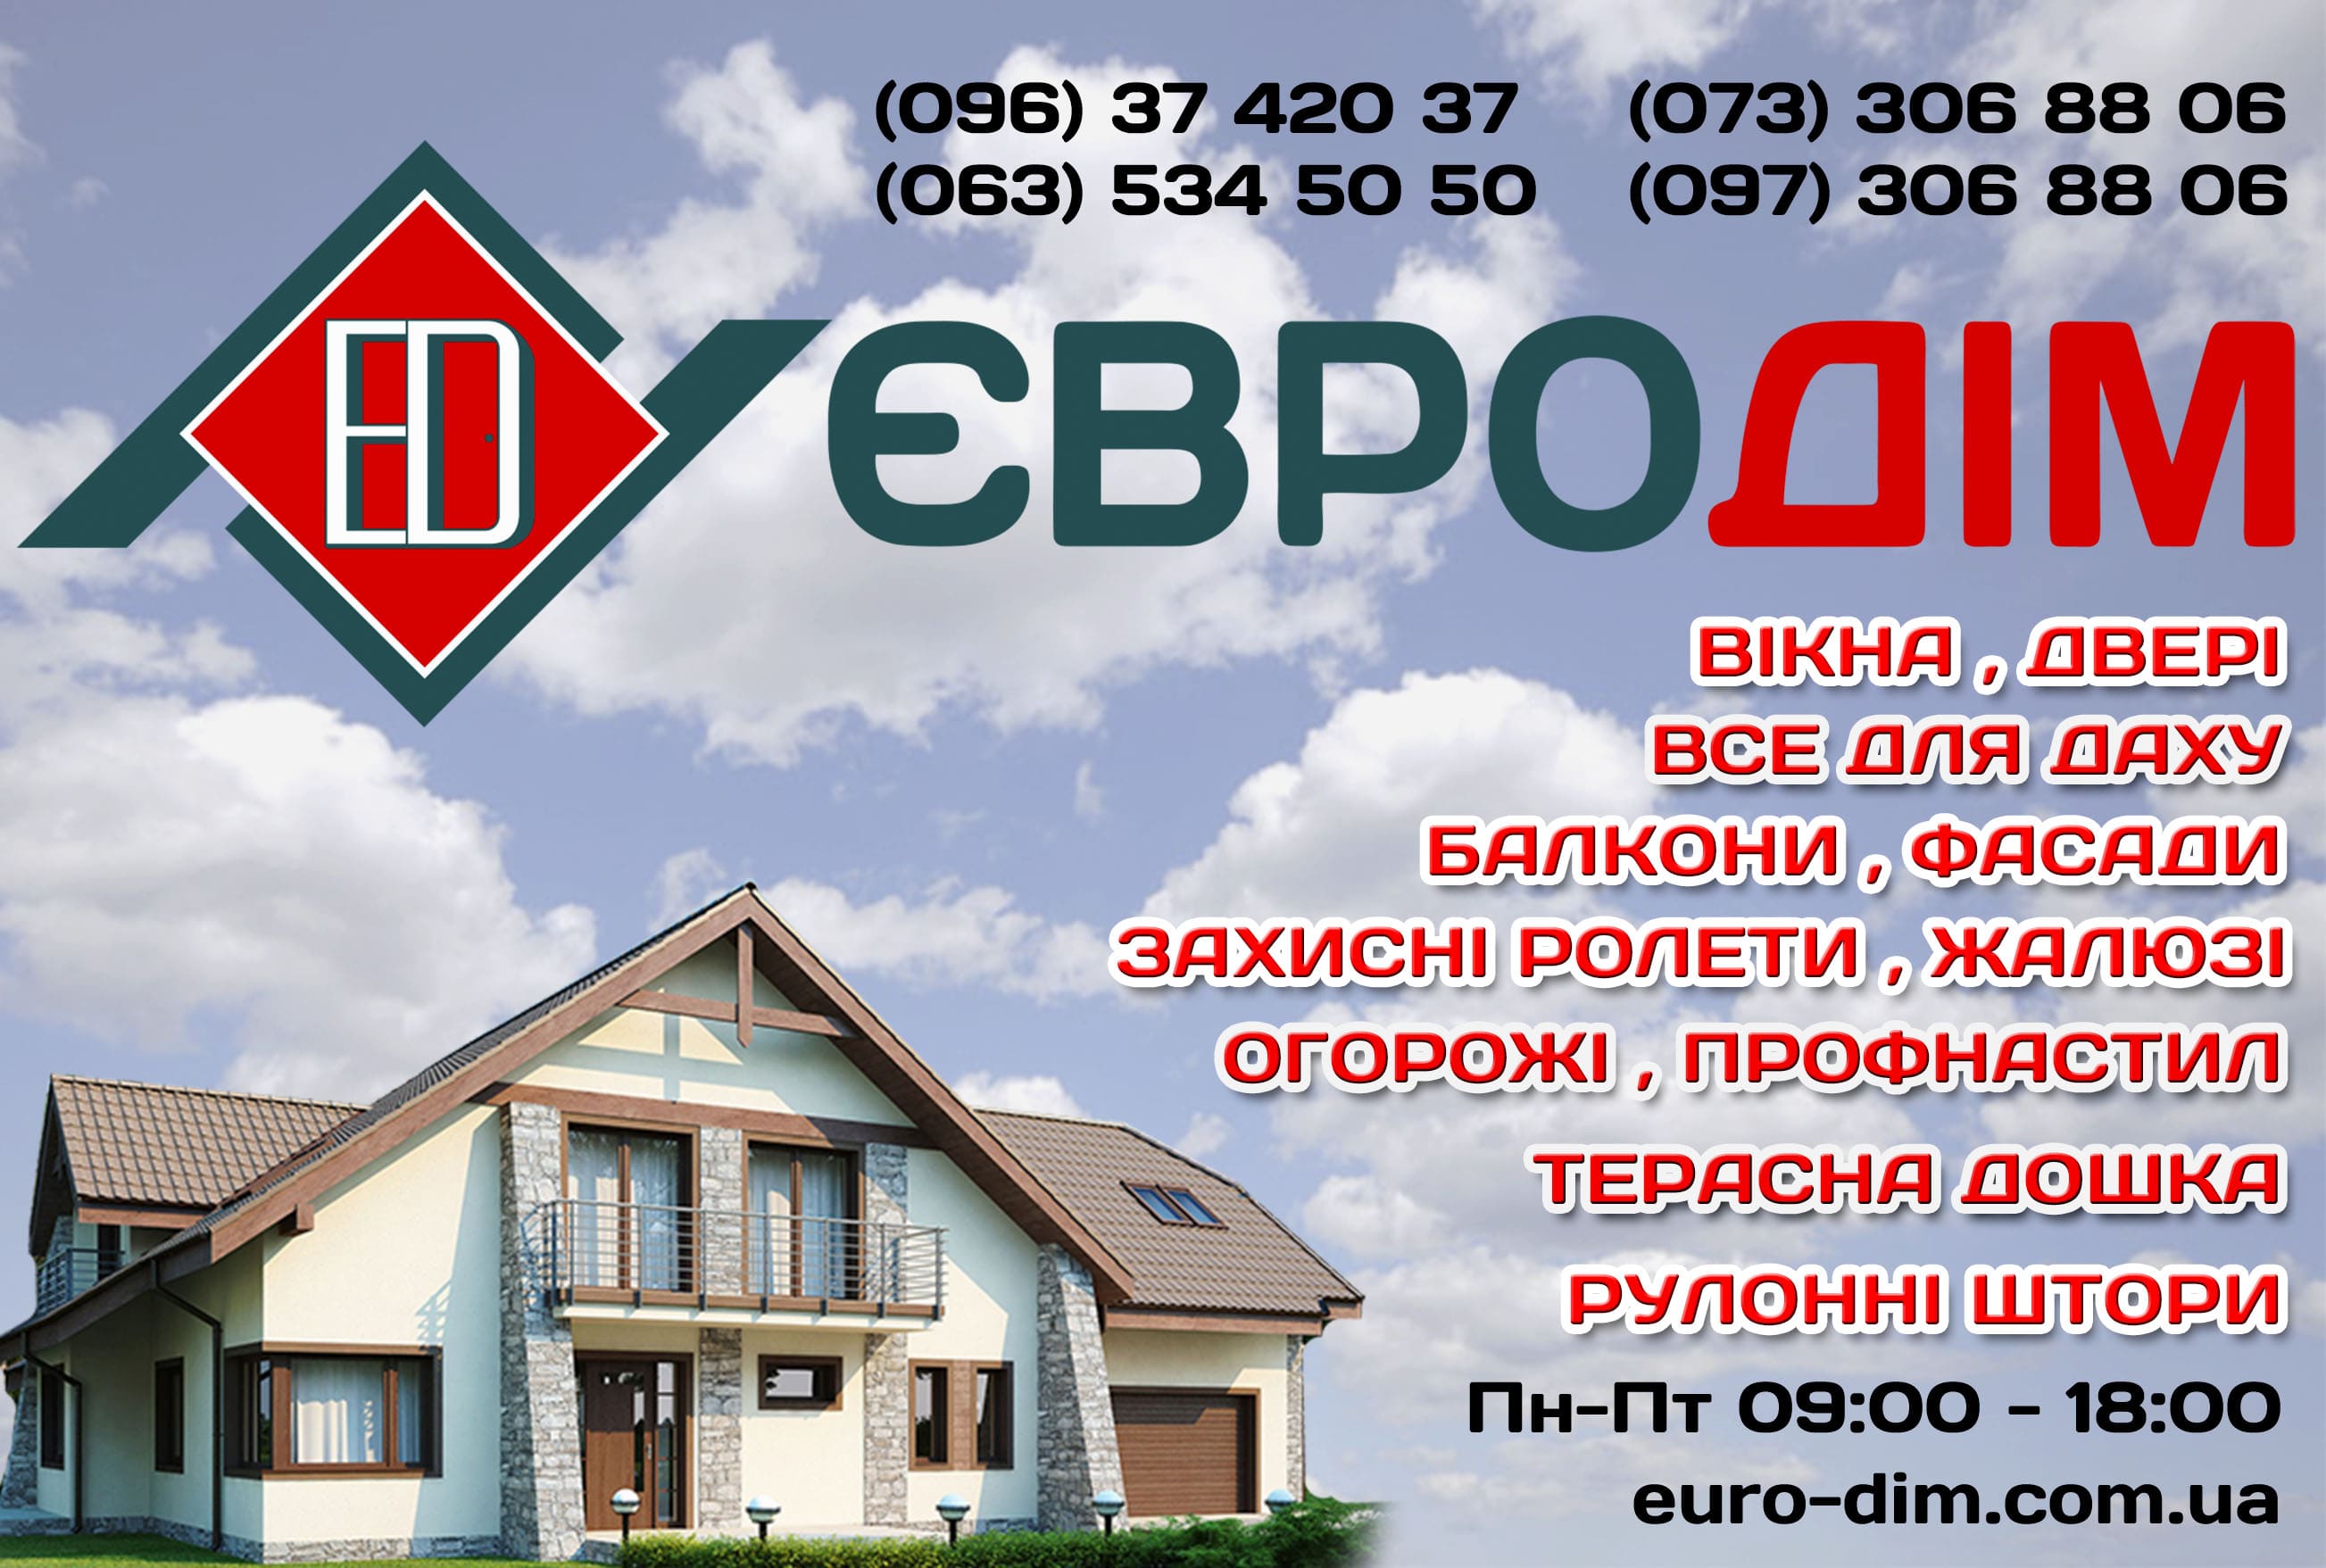 (096) 37 420 37 (073) 306 88 06
(063) 534 50 50 (097) 306 88 06
ED
ЄВРОДІМ
ВІКНА , ДВЕРІ
ВСЕ ДЛЯ ДАХУ
БАЛКОНИ , ФАСАДИ
ЗАХИСНІ РОЛЕТИ , ЖАЛЮЗІ
ОГОРОЖІ , ПРОФНАСТИЛ
ТЕРАСНА ДОШКА
РУЛОННІ ШТОРИ
Пн-Пт 09:00 - 18:00
euro-dim.com.ua